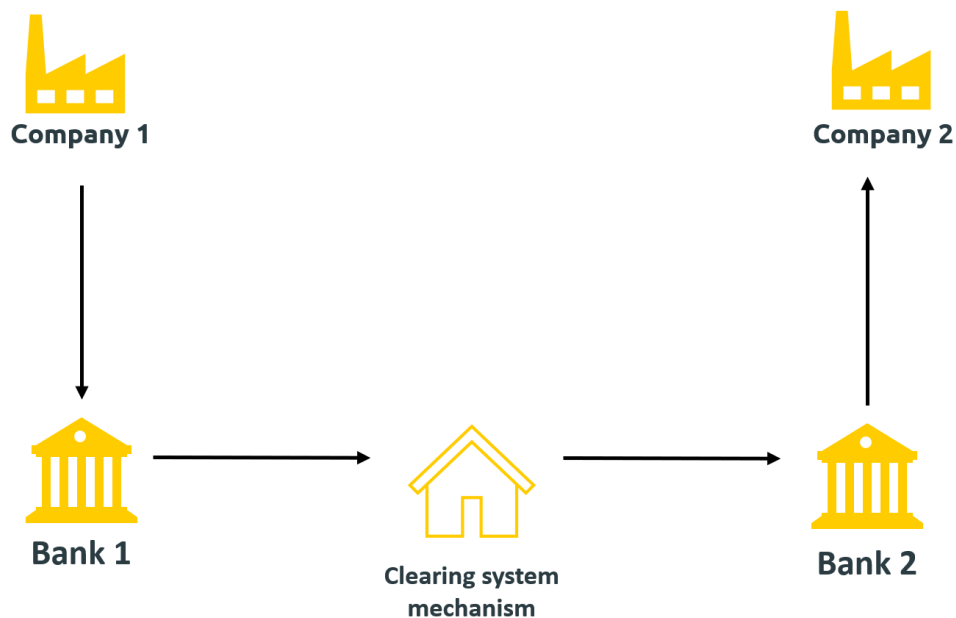 Company 1
Company 2
Bank 1
Clearing system
mechanism
Bank 2